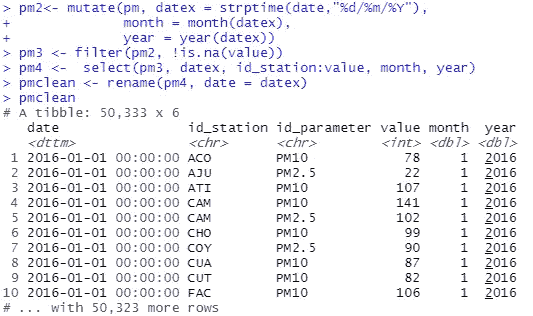 > pm2<- mutate(pm, datex = strptime(date,"%d/%m/%Y"),
+              month = month(datex),
+              year = year(datex))
> pm3 <- filter(pm2, !is.na(value))
> pm4 <-  select(pm3, datex, id_station:value, month, year)
> pmclean <- rename(pm4, date = datex)
> pmclean
# A tibble: 50,333 x 6
   date                id_station id_parameter value month  year
   <dttm>              <chr>      <chr>        <int> <dbl> <dbl>
 1 2016-01-01 00:00:00 ACO        PM10            78     1  2016
 2 2016-01-01 00:00:00 AJU        PM2.5           22     1  2016
 3 2016-01-01 00:00:00 ATI        PM10           107     1  2016
 4 2016-01-01 00:00:00 CAM        PM10           141     1  2016
 5 2016-01-01 00:00:00 CAM        PM2.5          102     1  2016
 6 2016-01-01 00:00:00 CHO        PM10            99     1  2016
 7 2016-01-01 00:00:00 COY        PM2.5           90     1  2016
 8 2016-01-01 00:00:00 CUA        PM10            87     1  2016
 9 2016-01-01 00:00:00 CUT        PM10            82     1  2016
10 2016-01-01 00:00:00 FAC        PM10           106     1  2016
# ... with 50,323 more rows